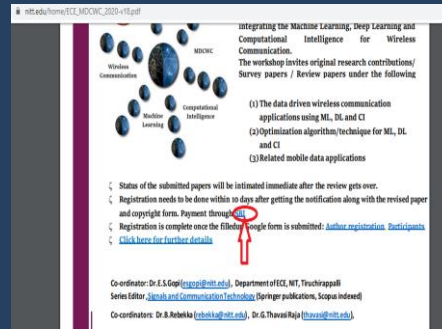 nitt.edu/home/ECE_MDCWC_2020-v18.pdf
integrating the Machine Learning, Deep Learning and
Computational Intelligence for Wireless
Communication.
The workshop invites original research contributions/
Survey papers / Review papers under the following
MDCWC
Wireless
Communication
Machine
Learning
Computational
Intelligence
(1) The data driven wireless communication
applications using ML, DL and CI
(2)Optimization algorithm/technique for ML, DL
and CI
(3)Related mobile data applications
Status of the submitted papers will be intimated immediate after the review gets over.
Registration needs to be done within 10 days after getting the notification along with the revised paper
and copyright form. Payment through SBI
Registration is complete once the filledup Google form is submitted: Author registration Participants
Click here for further details
Co-ordinator: Dr.E.S.Gopi(esgopi@nitt.edu), Department of ECE, NIT, Tiruchirappalli
Series Editor, Signals and Communication Technology (Springer publications, Scopus indexed)
Co-ordinators: Dr.B.Rebekka (rebekka@nitt.edu), Dr.G.Thavasi Raja (thavasi@nitt.edu),